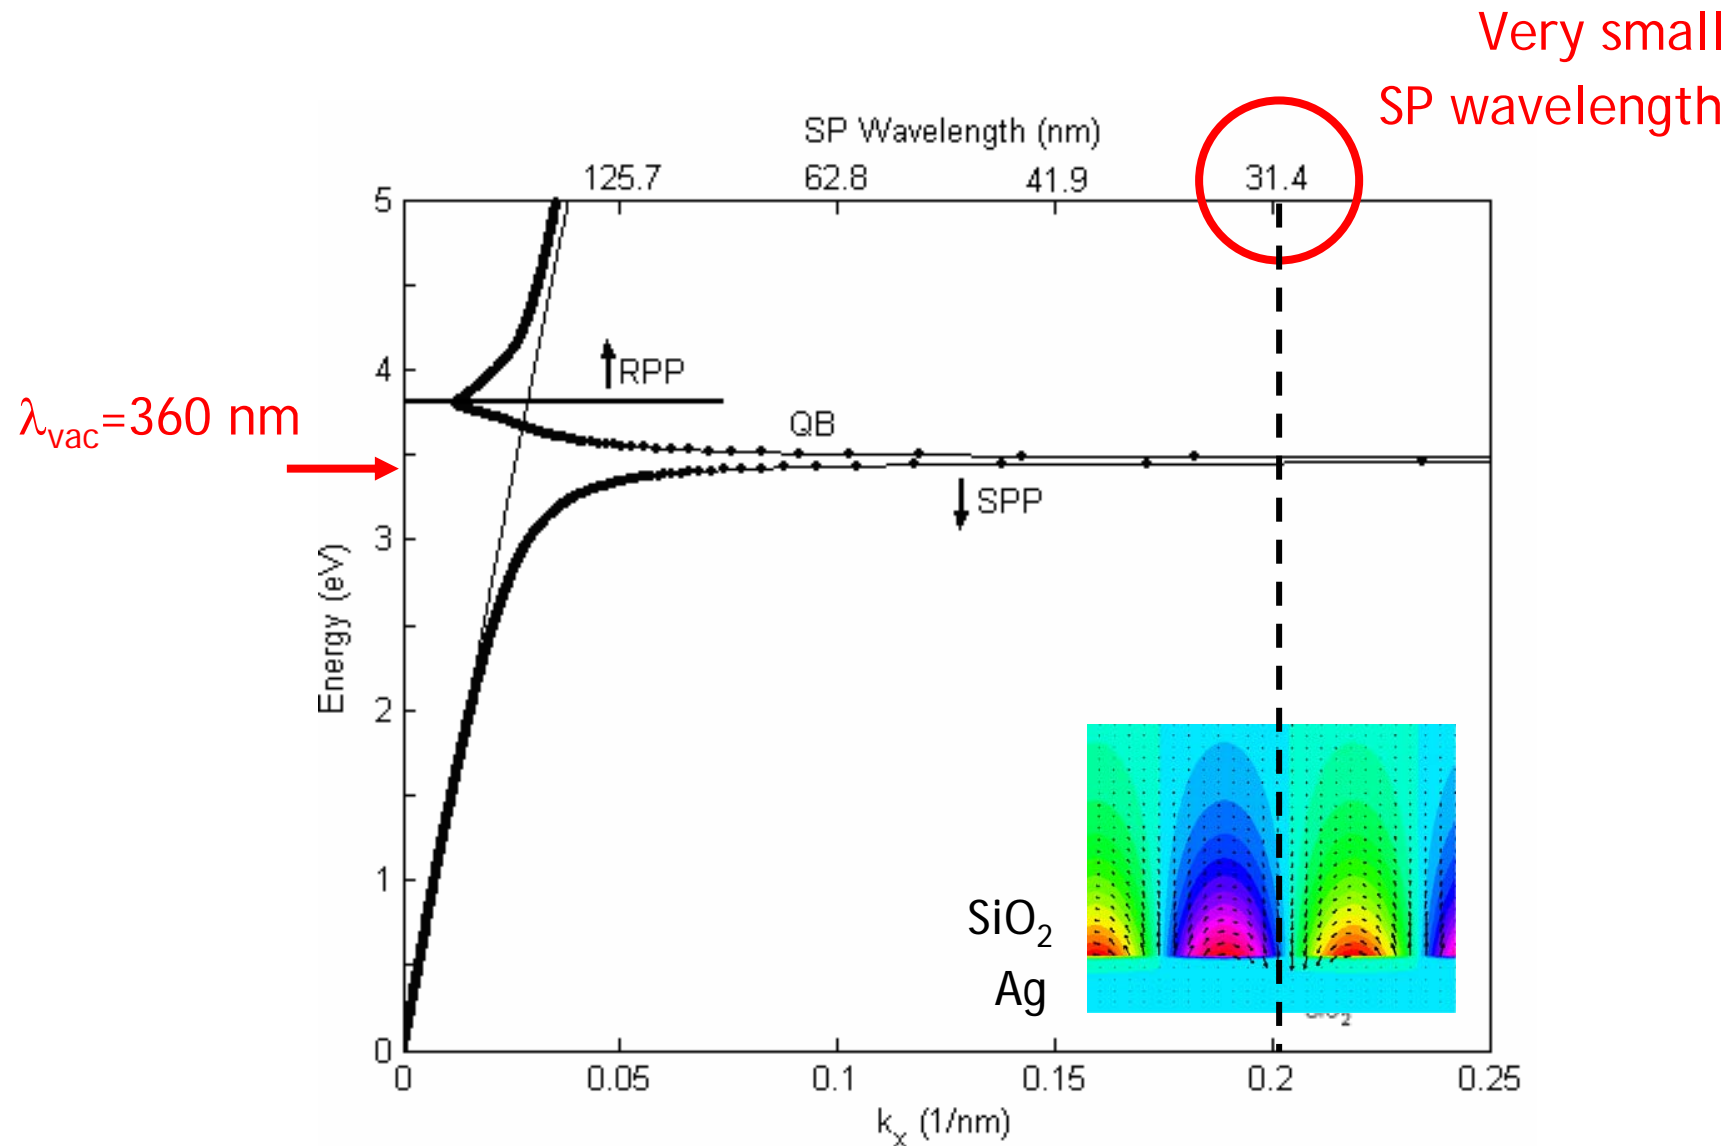 Very small
SP wavelength
SP Wavelength (nm)
125.7 62.8 41.9 31.4
5
4
3
2
1
0
Energy (eV)
λvac=360 nm
RPP
QB
SPP
SiO2
Ag
0 0.05 0.1 0.15 0.2 0.25
kx (1/nm)